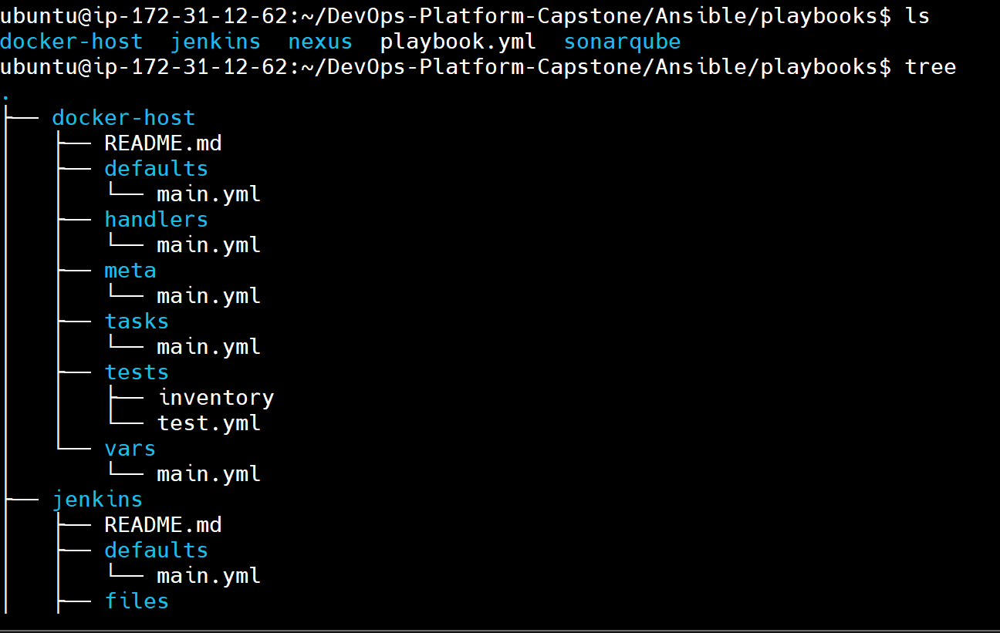 ubuntu@ip-172-31-12-62:~/DevOps-Platform-Capstone/Ansible/playbooks$ ls
docker-host  jenkins  nexus  playbook.yml  sonarqube
ubuntu@ip-172-31-12-62:~/DevOps-Platform-Capstone/Ansible/playbooks$ tree
.
├── docker-host
│   ├── README.md
│   ├── defaults
│   │   └── main.yml
│   ├── handlers
│   │   └── main.yml
│   ├── meta
│   │   └── main.yml
│   ├── tasks
│   │   └── main.yml
│   ├── tests
│   │   ├── inventory
│   │   └── test.yml
│   └── vars
│       └── main.yml
├── jenkins
│   ├── README.md
│   ├── defaults
│   │   └── main.yml
│   ├── files